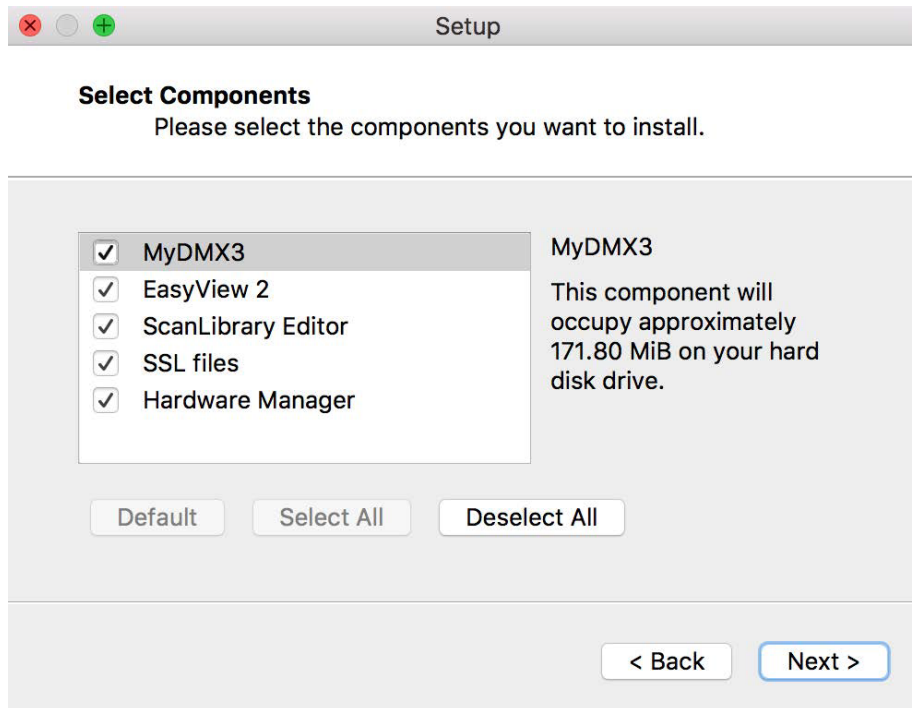 Setup
Select Components
Please select the components you want to install.
MyDMX3
EasyView 2
ScanLibrary Editor
SSL files
Hardware Manager
MyDMX3
This component will
occupy approximately
171.80 MiB on your hard
disk drive.
Default
Select All
Deselect All
< Back
Next >